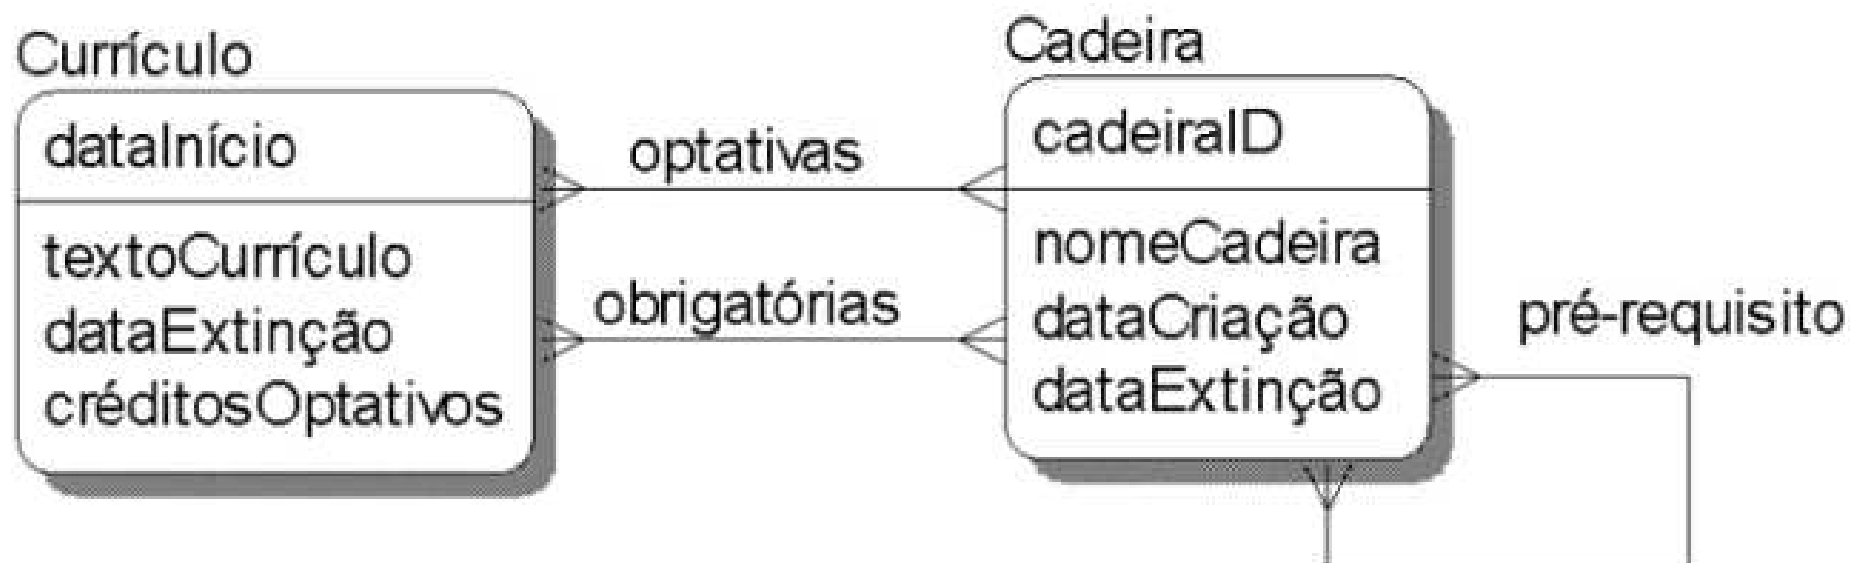 Currículo
dataInício
textoCurrículo
dataExtinção
créditosOptativos
optativas
obrigatórias
Cadeira
cadeiraID
nomeCadeira
dataCriação
dataExtinção
pré-requisito